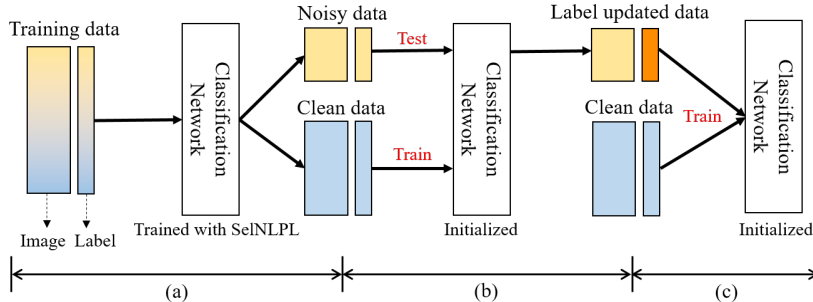 Training data
Image
Label
Classification
Network
Trained with SelNLPL
Noisy data
Clean data
Test
Train
Classification
Network
Initialized
Label updated data
Clean data
Train
Classification
Network
Initialized
(a)
(b)
(c)